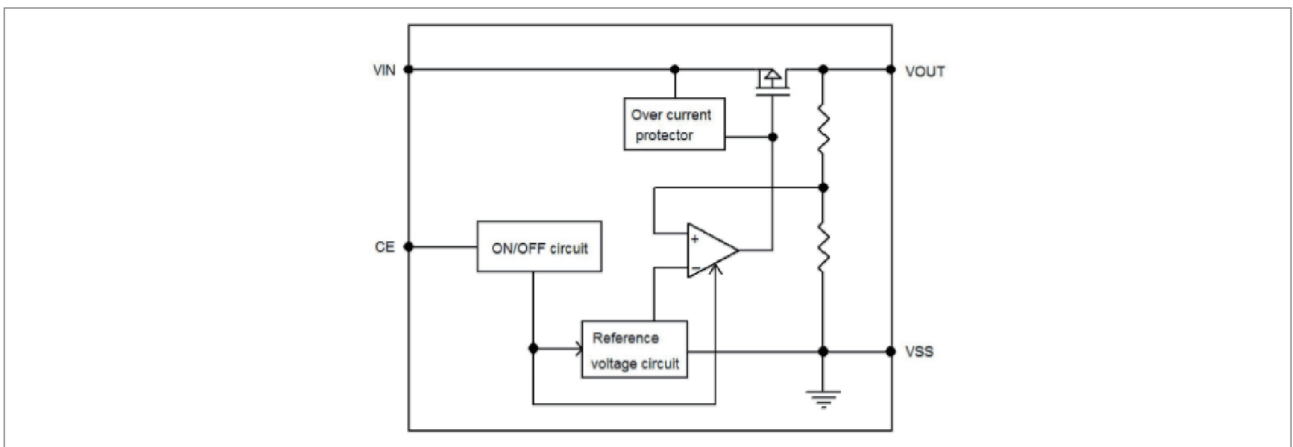 VIN
VOUT
Over current
protector
CE
ON/OFF circuit
+
−
Reference
voltage circuit
VSS